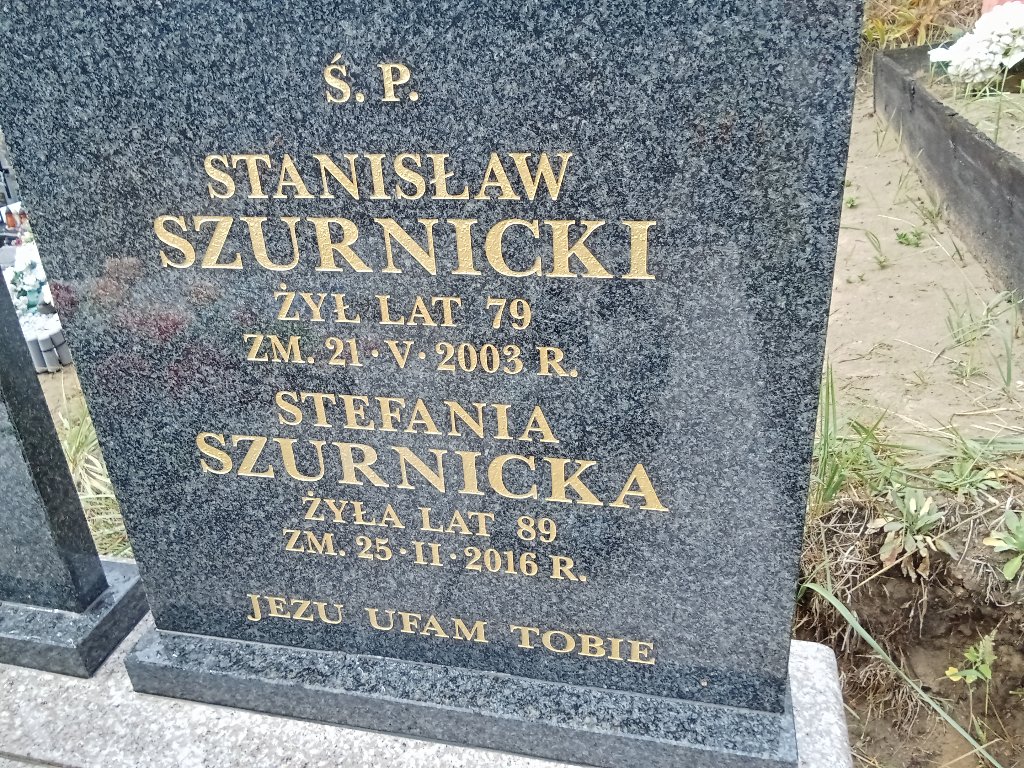 Ś. P.
STANISŁAW
SZURNICKI
ŻYŁ LAT 79
ZM. 21·V·2003 R.
STEFANIA
SZURNICKA
ŻYŁA LAT 89
ZM. 25·II·2016 R.
JEZU UFAM TOBIE